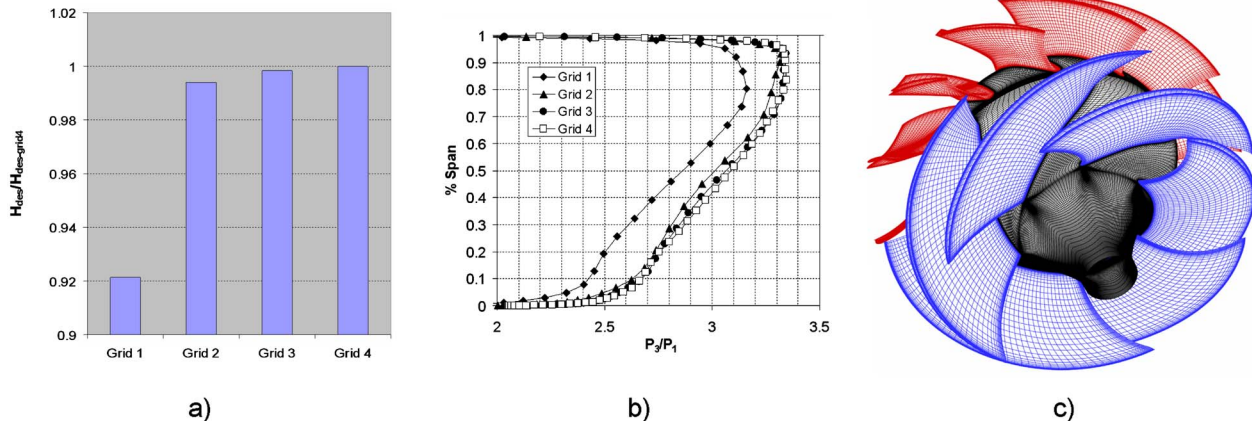 1.02
1
0.98
0.96
0.94
0.92
0.9
H_des/H_des-grid4
Grid 1 Grid 2 Grid 3 Grid 4
a)
1
0.9
0.8
0.7
0.6
0.5
0.4
0.3
0.2
0.1
0
% Span
Grid 1
Grid 2
Grid 3
Grid 4
2 2.5 3 3.5
P₃/P₁
b)
c)